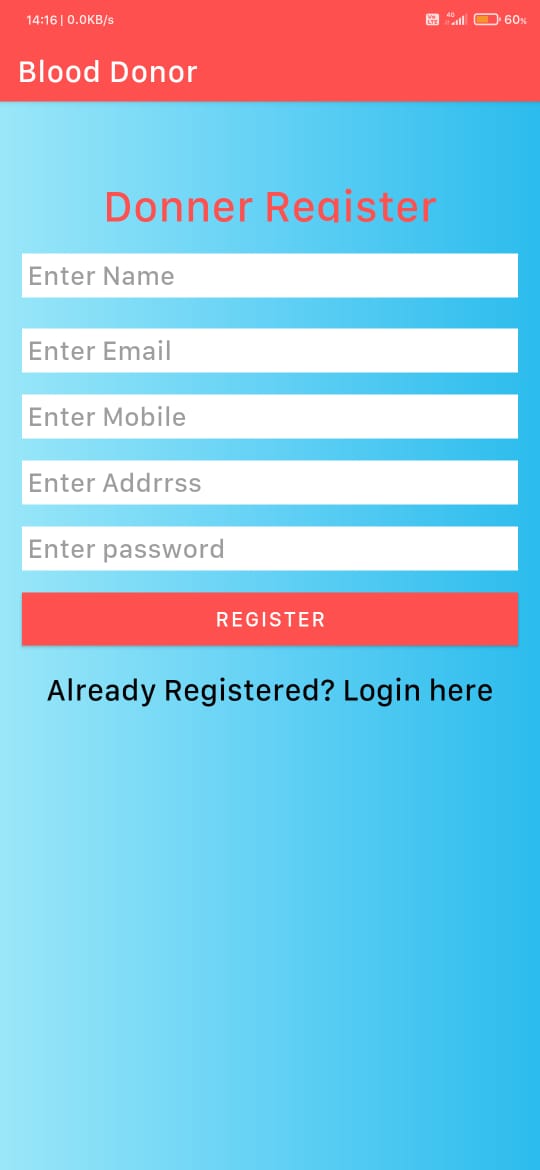 14:16 | 0.0KB/s 4G 60%
Blood Donor
Donner Register
Enter Name
Enter Email
Enter Mobile
Enter Addrrss
Enter password
REGISTER
Already Registered? Login here